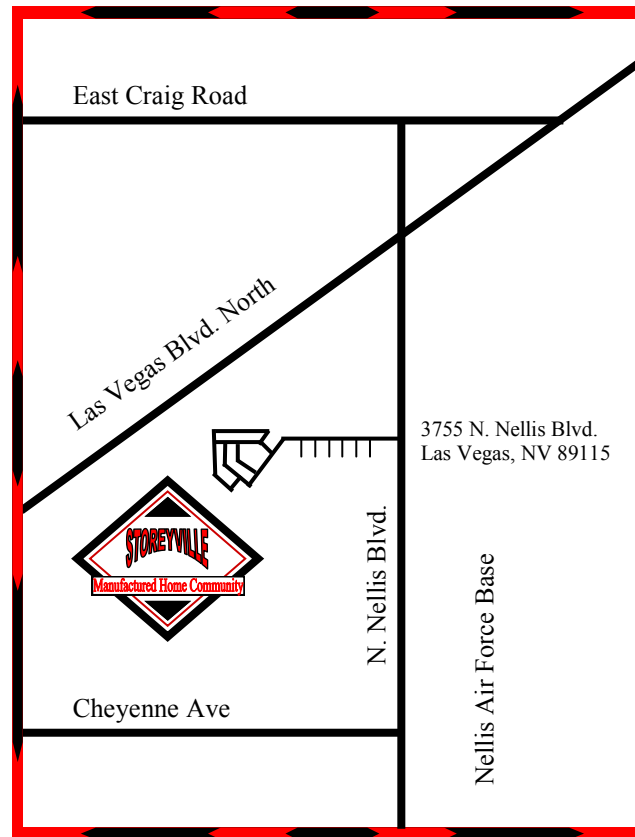 East Craig Road
Las Vegas Blvd. North
3755 N. Nellis Blvd.
Las Vegas, NV 89115
STOREYVILLE
Manufactured Home Community
N. Nellis Blvd.
Nellis Air Force Base
Cheyenne Ave